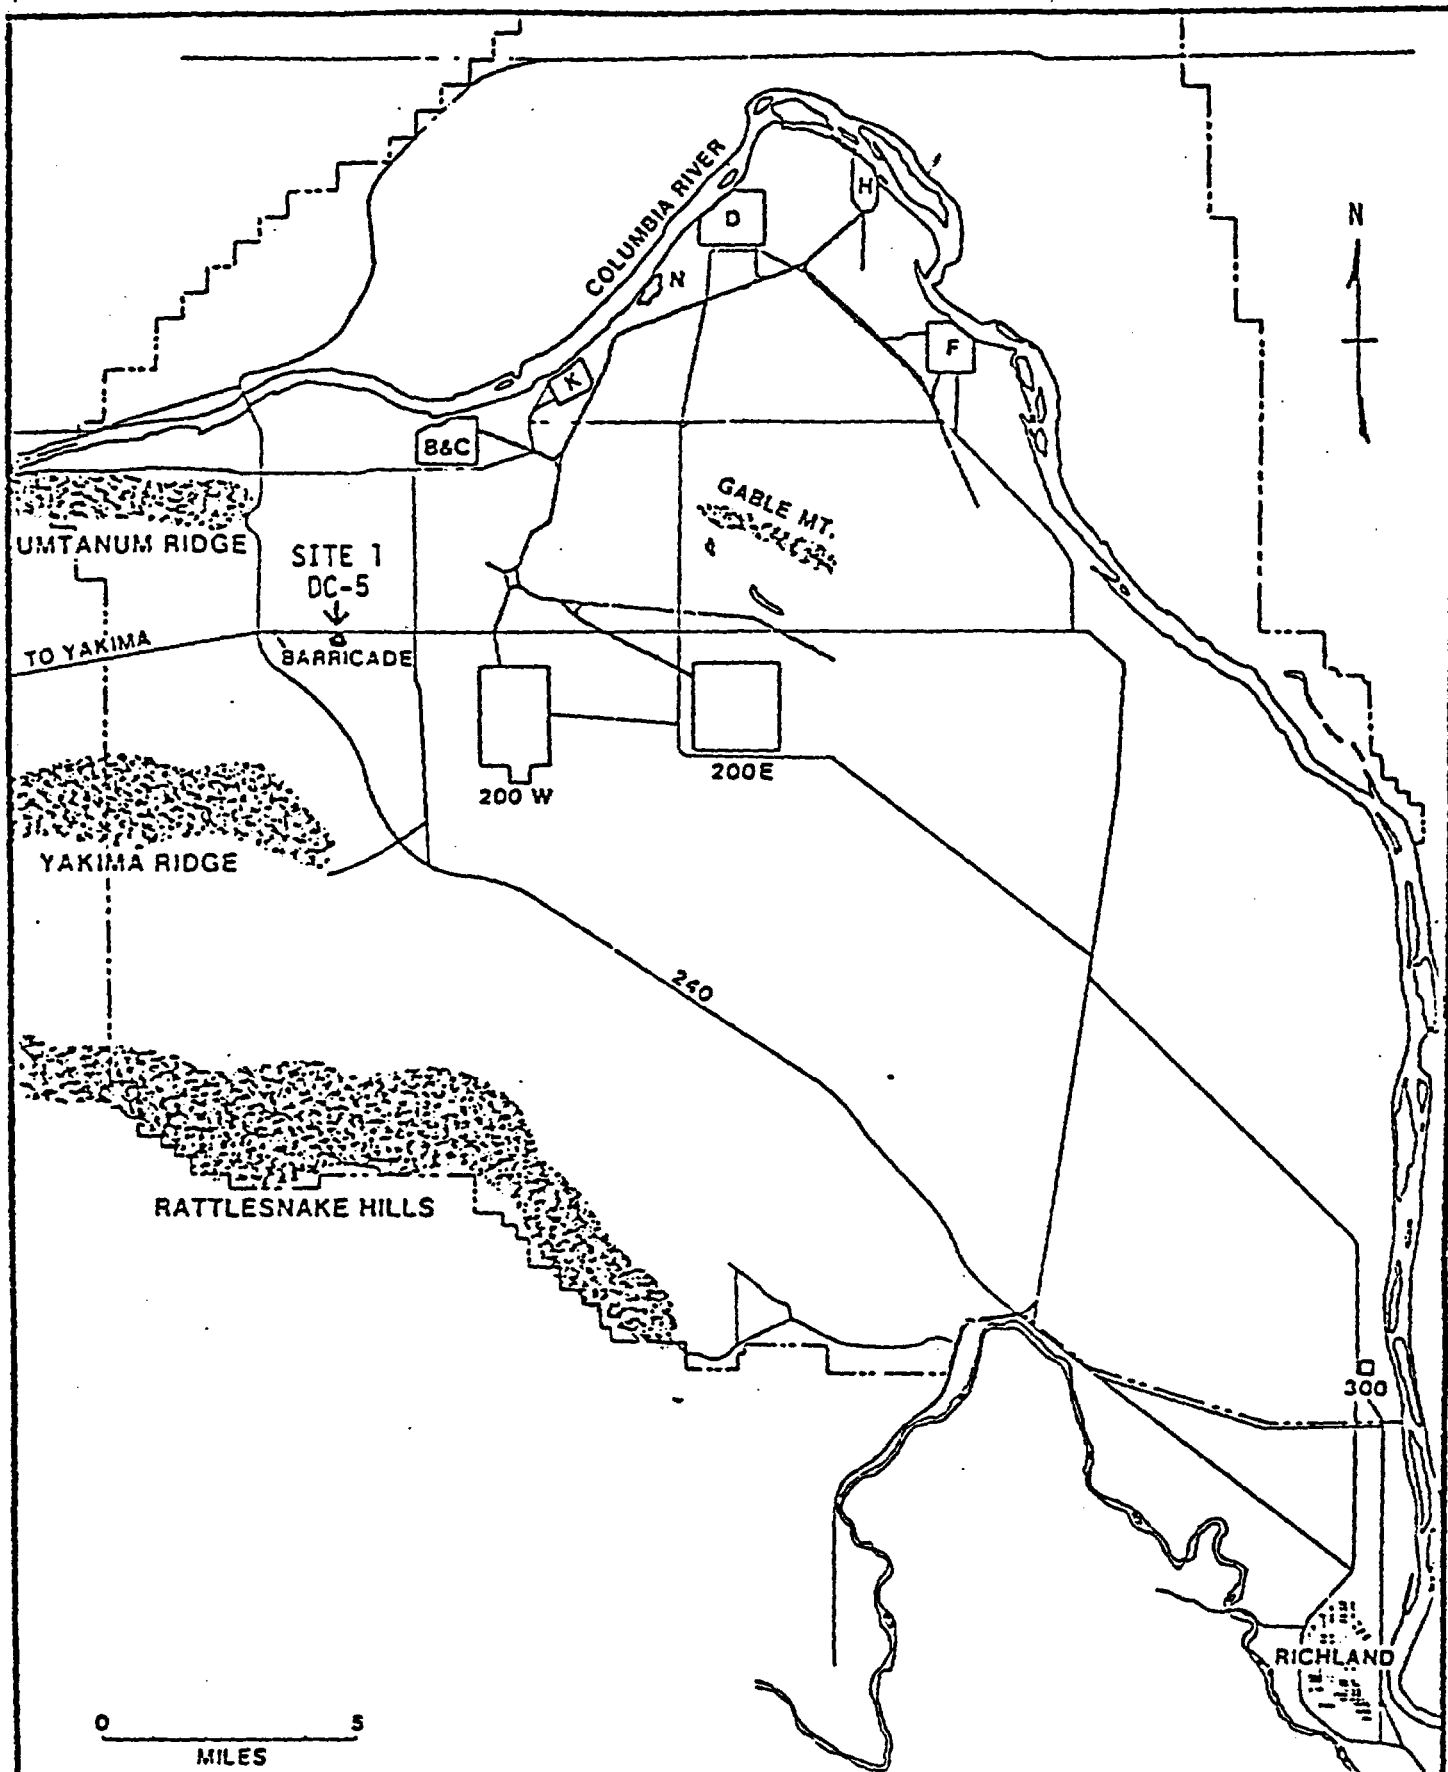 COLUMBIA RIVER
H
D
N
N
F
K
B&C
GABLE MT.
UMTANUM RIDGE
SITE 1
DC-5
TO YAKIMA
BARRICADE
200 W
200E
YAKIMA RIDGE
240
RATTLESNAKE HILLS
300
RICHLAND
0 5
MILES